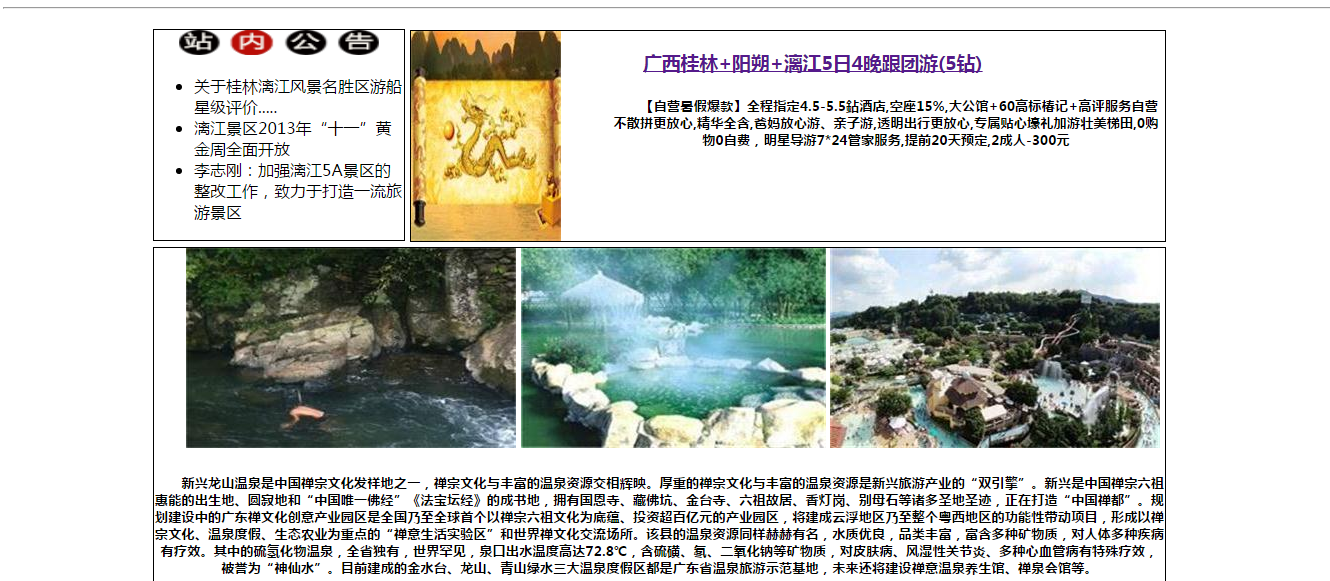 站内公告
关于桂林漓江风景名胜区游船
星级评价.....
漓江景区2013年“十一”黄
金周全面开放
李志刚：加强漓江5A景区的
整改工作，致力于打造一流旅
游景区
广西桂林+阳朔+漓江5日4晚跟团游(5钻)
【自营暑假爆款】全程指定4.5-5.5钻酒店,空座15%,大公馆+60高标椿记+高评服务自营
不散拼更放心,精华全含,爸妈放心游、亲子游,透明出行更放心,专属贴心壕礼加游壮美梯田,0购
物0自费，明星导游7*24管家服务,提前20天预定,2成人-300元
新兴龙山温泉是中国禅宗文化发祥地之一，禅宗文化与丰富的温泉资源交相辉映。厚重的禅宗文化与丰富的温泉资源是新兴旅游产业的“双引擎”。新兴是中国禅宗六祖
惠能的出生地、圆寂地和“中国唯一佛经”《法宝坛经》的成书地，拥有国恩寺、藏佛坑、金台寺、六祖故居、香灯岗、别母石等诸多圣地圣迹，正在打造“中国禅都”。规
划建设中的广东禅文化创意产业园区是全国乃至全球首个以禅宗六祖文化为底蕴、投资超百亿元的产业园区，将建成云浮地区乃至整个粤西地区的功能性带动项目，形成以禅
宗文化、温泉度假、生态农业为重点的“禅意生活实验区”和世界禅文化交流场所。该县的温泉资源同样赫赫有名，水质优良，品类丰富，富含多种矿物质，对人体多种疾病
有疗效。其中的硫氢化物温泉，全省独有，世界罕见，泉口出水温度高达72.8℃，含硫磺、氡、二氧化钠等矿物质，对皮肤病、风湿性关节炎、多种心血管病有特殊疗效，
被誉为“神仙水”。目前建成的金水台、龙山、青山绿水三大温泉度假区都是广东省温泉旅游示范基地，未来还将建设禅意温泉养生馆、禅泉会馆等。